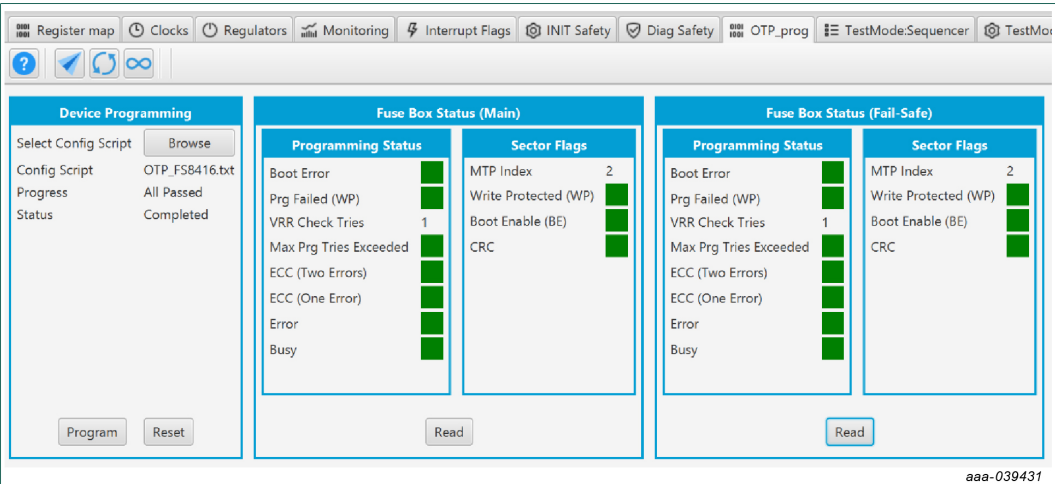 Register map
Clocks
Regulators
Monitoring
Interrupt Flags
INIT Safety
Diag Safety
OTP_prog
TestMode:Sequencer
TestMo
Device Programming
Select Config Script Browse
Config Script OTP_FS8416.txt
Progress All Passed
Status Completed
Program Reset
Fuse Box Status (Main)
Programming Status
Boot Error
Prg Failed (WP)
VRR Check Tries 1
Max Prg Tries Exceeded
ECC (Two Errors)
ECC (One Error)
Error
Busy
Sector Flags
MTP Index 2
Write Protected (WP)
Boot Enable (BE)
CRC
Read
Fuse Box Status (Fail-Safe)
Programming Status
Boot Error
Prg Failed (WP)
VRR Check Tries 1
Max Prg Tries Exceeded
ECC (Two Errors)
ECC (One Error)
Error
Busy
Sector Flags
MTP Index 2
Write Protected (WP)
Boot Enable (BE)
CRC
Read
aaa-039431